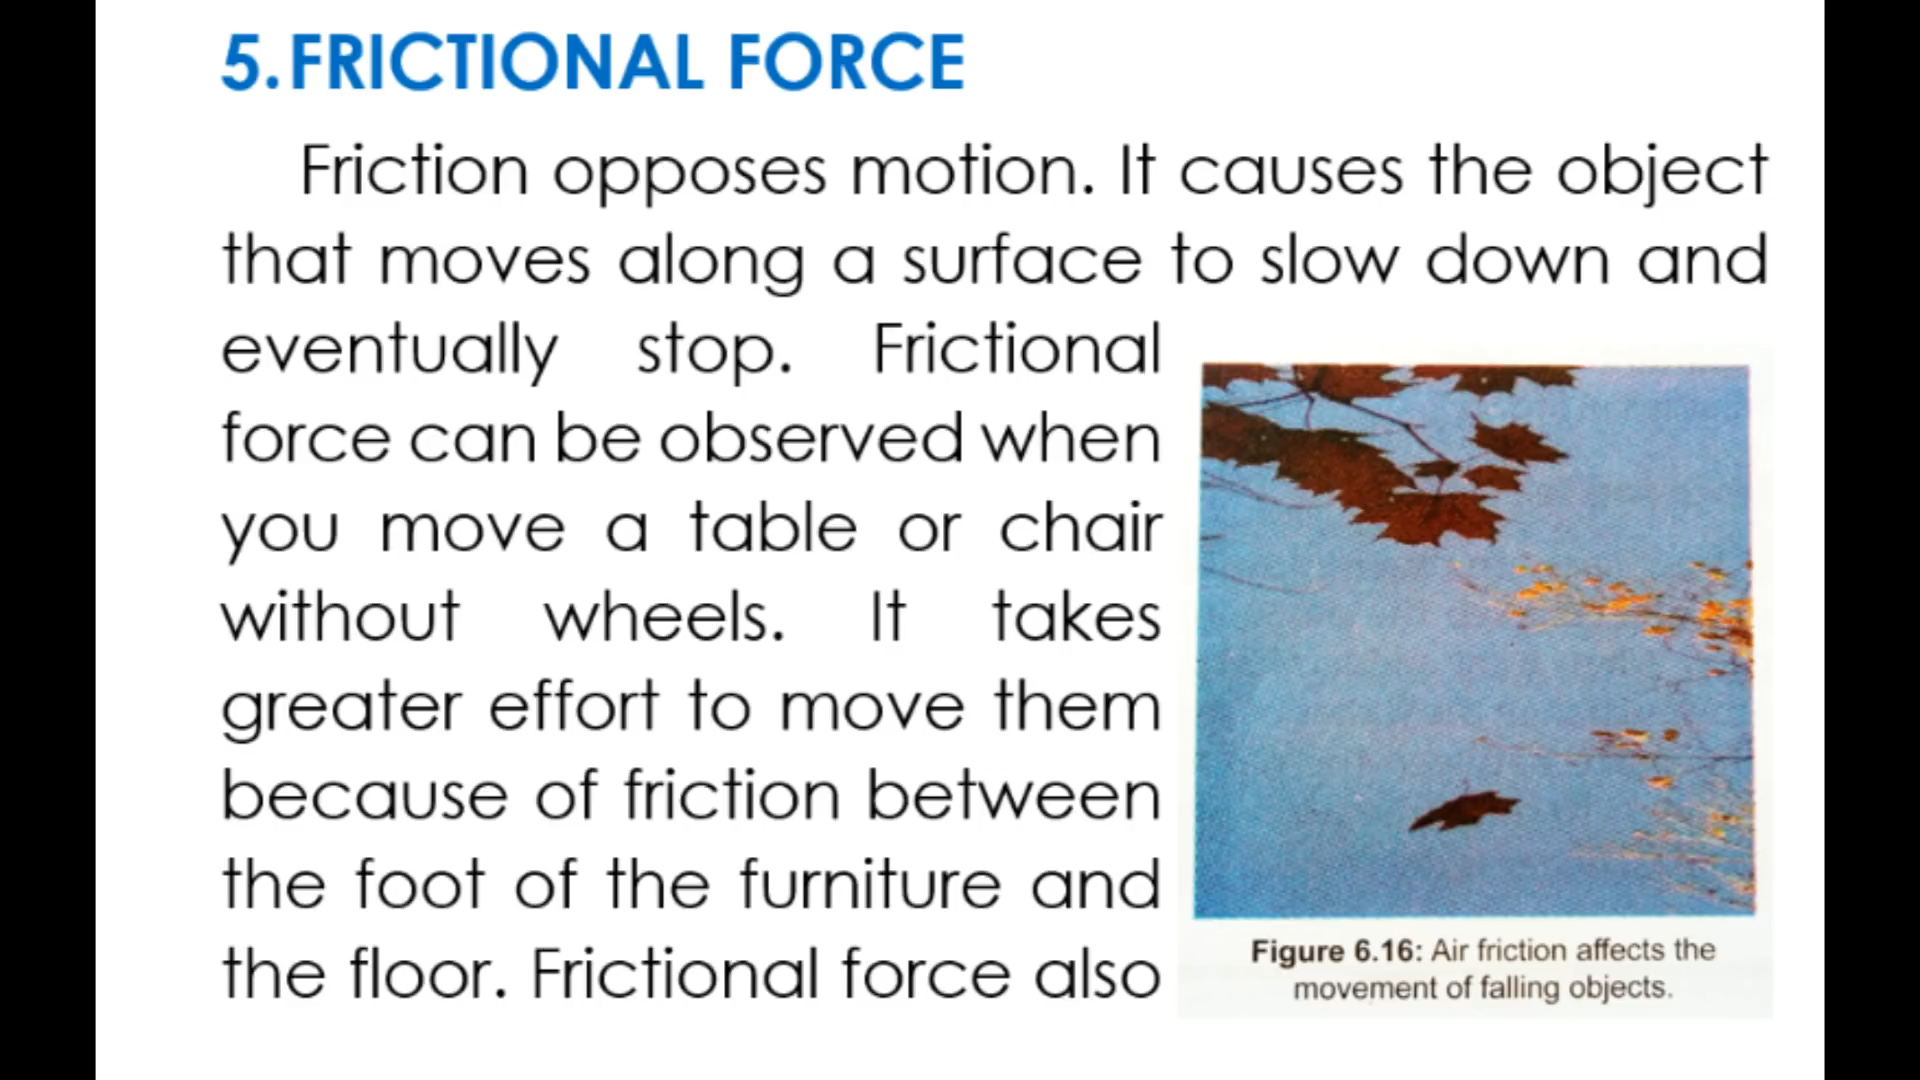 5. FRICTIONAL FORCE
Friction opposes motion. It causes the object
that moves along a surface to slow down and
eventually stop. Frictional
force can be observed when
you move a table or chair
without wheels. It takes
greater effort to move them
because of friction between
the foot of the furniture and
the floor. Frictional force also
Figure 6.16: Air friction affects the
movement of falling objects.